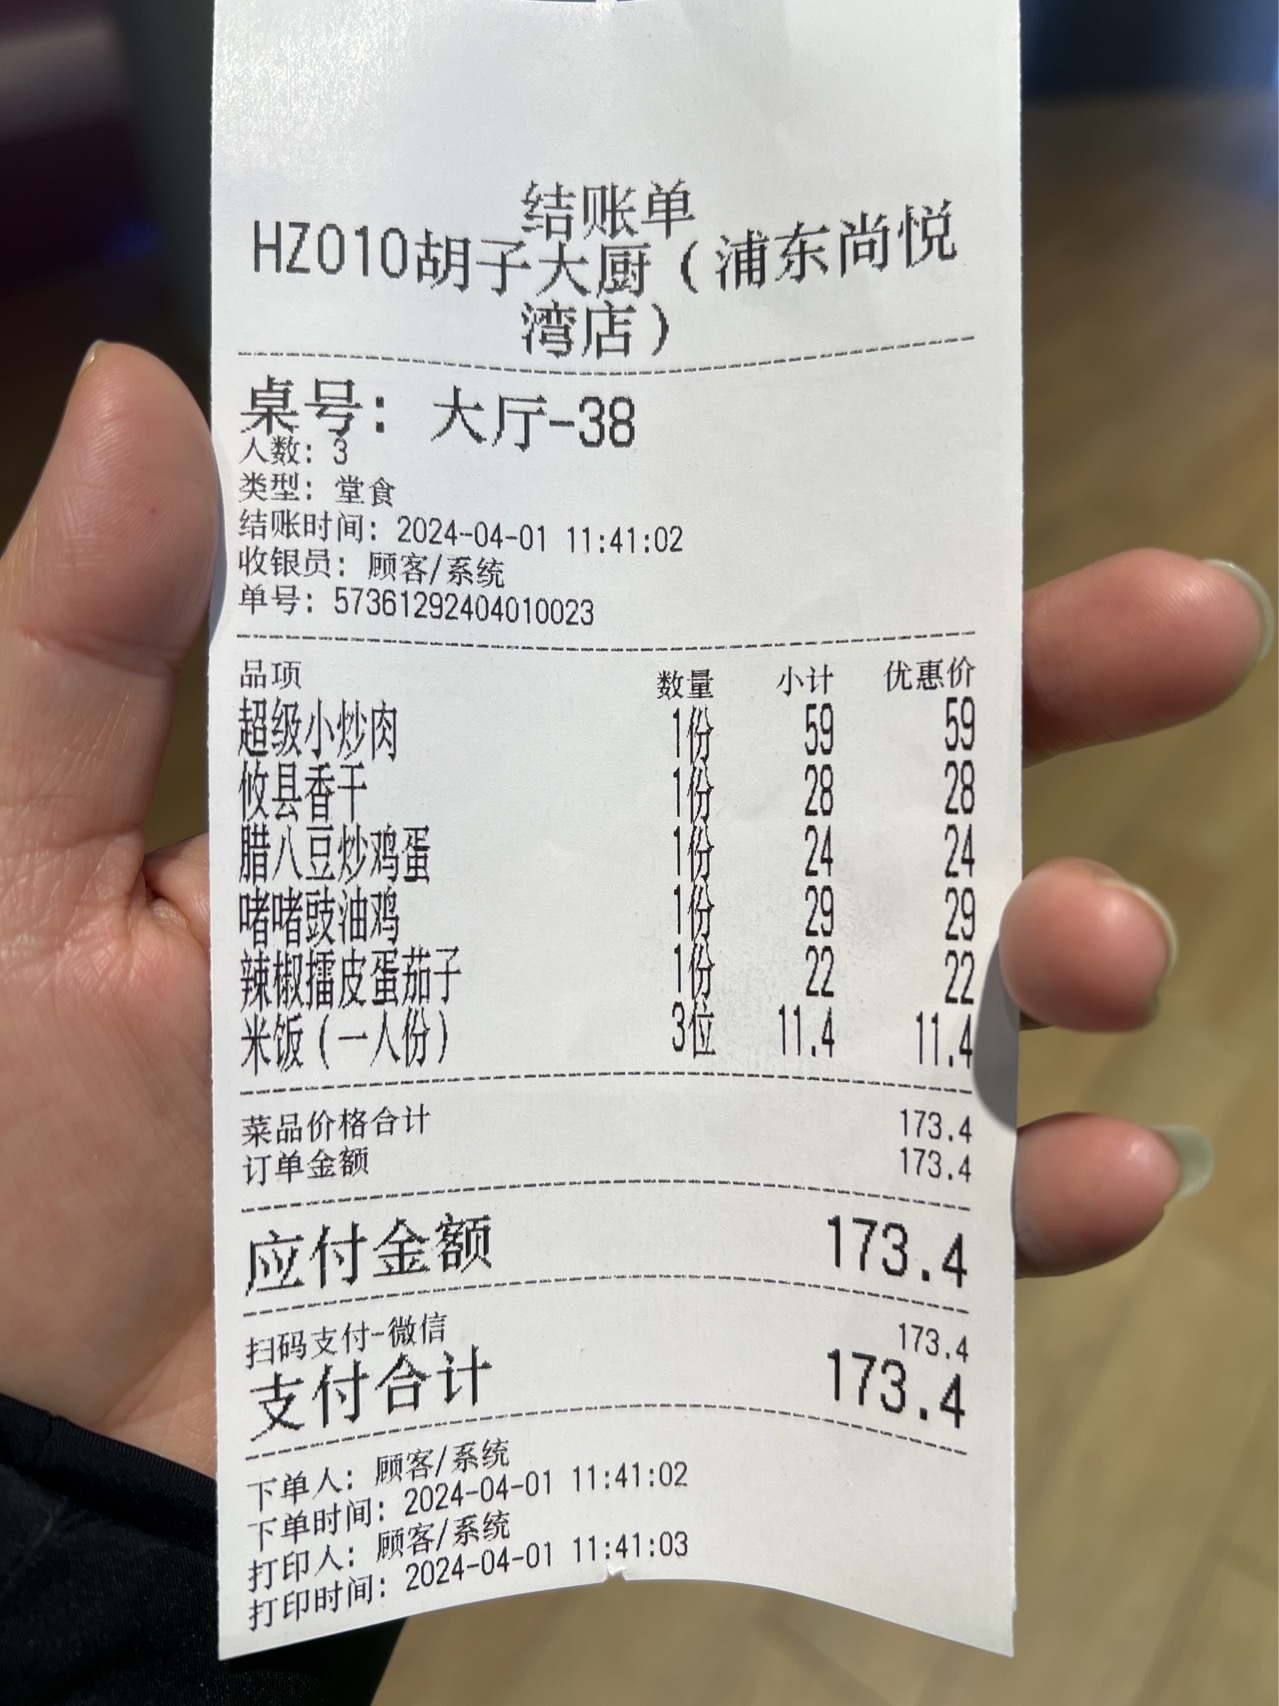 结账单
HZ010胡子大厨（浦东尚悦
湾店）
桌号：大厅-38
人数：3
类型：堂食
结账时间：2024-04-01 11:41:02
收银员：顾客/系统
单号：57361292404010023
品项 数量 小计 优惠价
超级小炒肉 1份 59 59
攸县香干 1份 28 28
腊八豆炒鸡蛋 1份 24 24
啫啫豉油鸡 1份 29 29
辣椒擂皮蛋茄子 1份 22 22
米饭（一人份） 3位 11.4 11.4
菜品价格合计 173.4
订单金额 173.4
应付金额 173.4
扫码支付-微信 173.4
支付合计 173.4
下单人：顾客/系统
下单时间：2024-04-01 11:41:02
打印人：顾客/系统
打印时间：2024-04-01 11:41:03